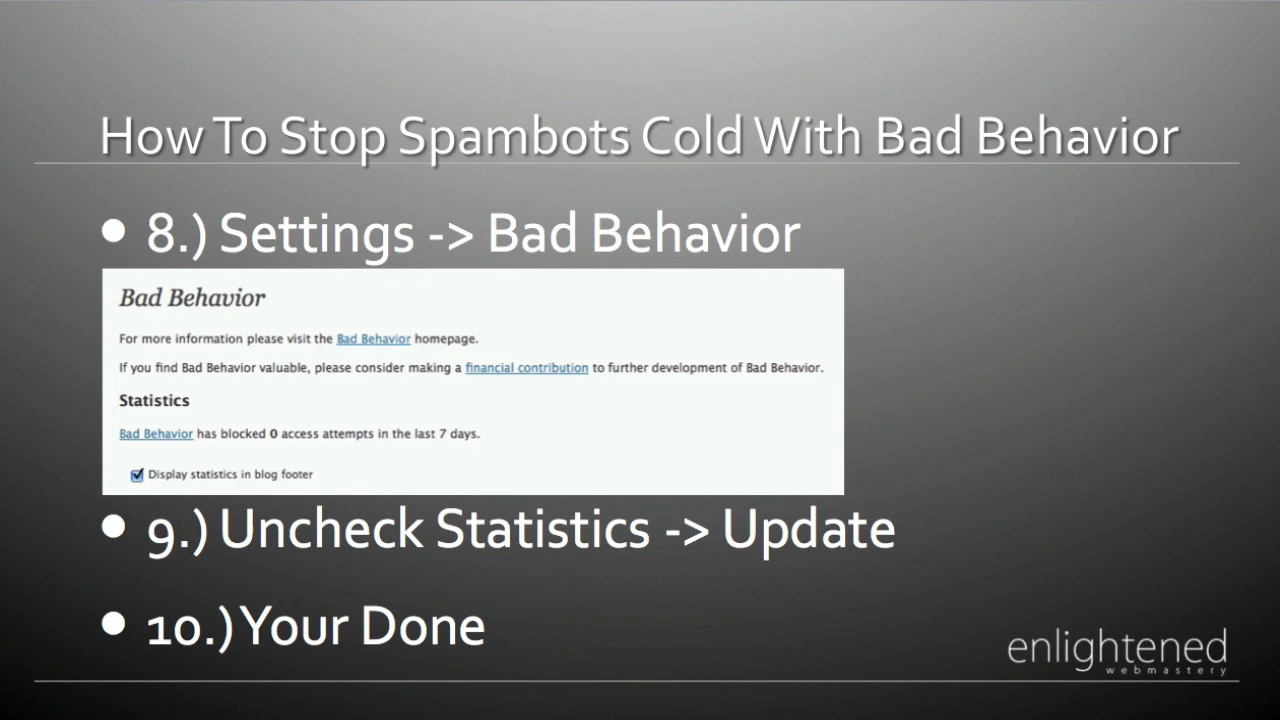 How To Stop Spambots Cold With Bad Behavior
• 8.) Settings -> Bad Behavior
Bad Behavior
For more information please visit the Bad Behavior homepage.
If you find Bad Behavior valuable, please consider making a financial contribution to further development of Bad Behavior.
Statistics
Bad Behavior has blocked 0 access attempts in the last 7 days.
Display statistics in blog footer
• 9.) Uncheck Statistics -> Update
• 10.) Your Done
enlightened
webmastery